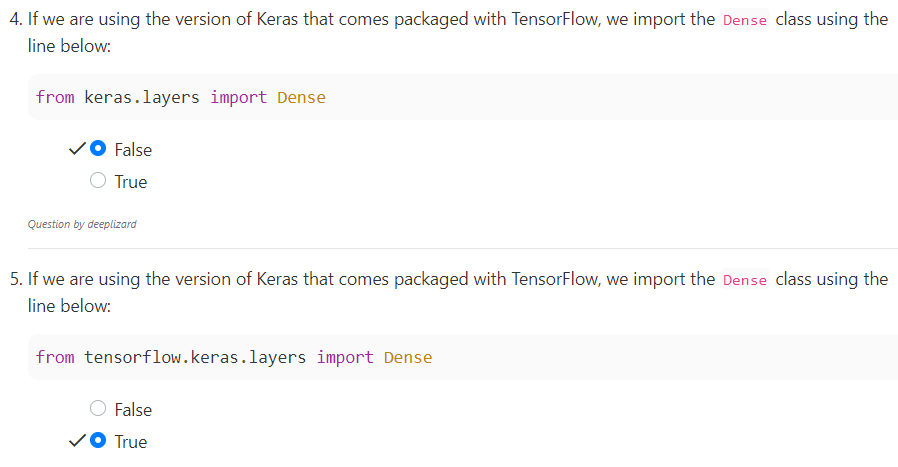 4. If we are using the version of Keras that comes packaged with TensorFlow, we import the Dense class using the
line below:
from keras.layers import Dense
False
True
Question by deeplizard
5. If we are using the version of Keras that comes packaged with TensorFlow, we import the Dense class using the
line below:
from tensorflow.keras.layers import Dense
False
True